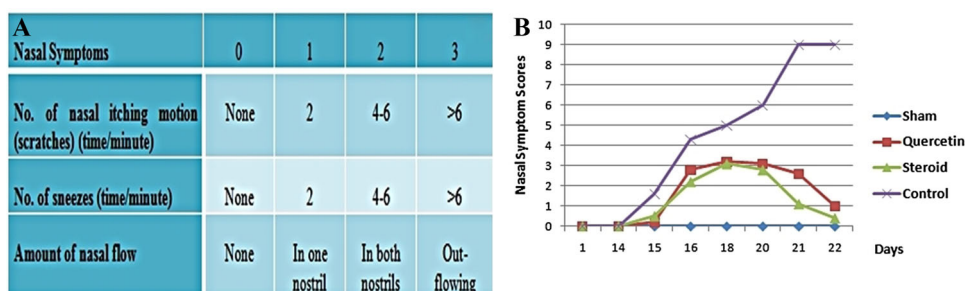 A
Nasal Symptoms 0 1 2 3
No. of nasal itching motion
(scratches) (time/minute) None 2 4-6 >6
No. of sneezes (time/minute) None 2 4-6 >6
Amount of nasal flow None In one In both Out-
nostril nostrils flowing
B
Nasal Symptom Scores
10
9
8
7
6
5
4
3
2
1
0
1 14 15 16 18 20 21 22 Days
Sham
Quercetin
Steroid
Control